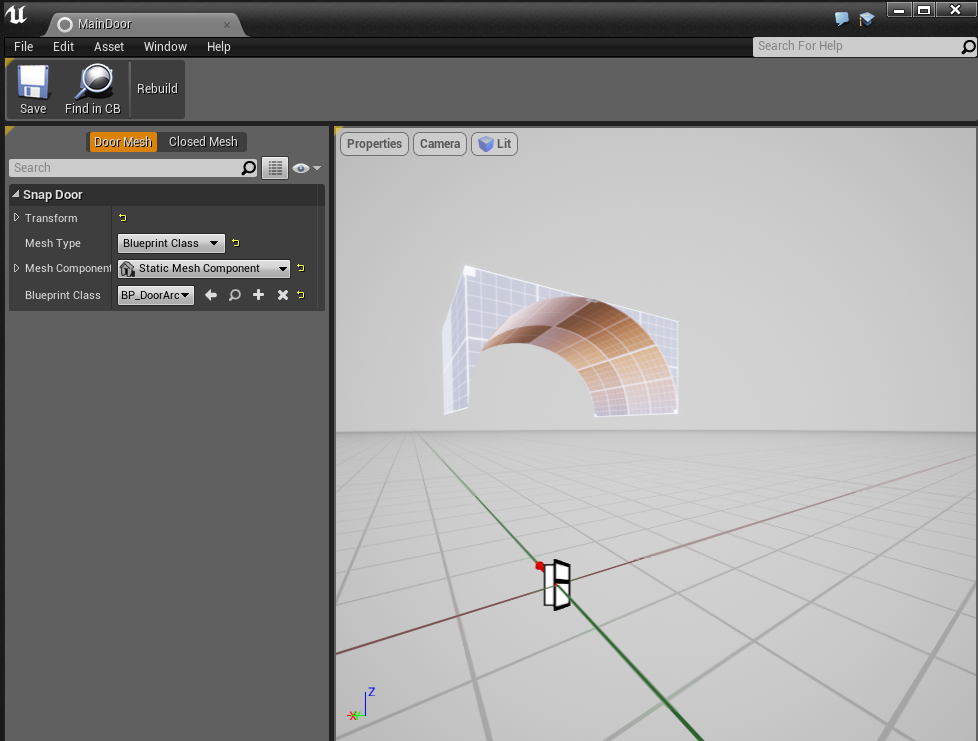 MainDoor
File Edit Asset Window Help
Search For Help
Save Find in CB Rebuild
Door Mesh Closed Mesh
Properties Camera Lit
Search
Snap Door
Transform
Mesh Type Blueprint Class
Mesh Component Static Mesh Component
Blueprint Class BP_DoorArc
Z
X Y